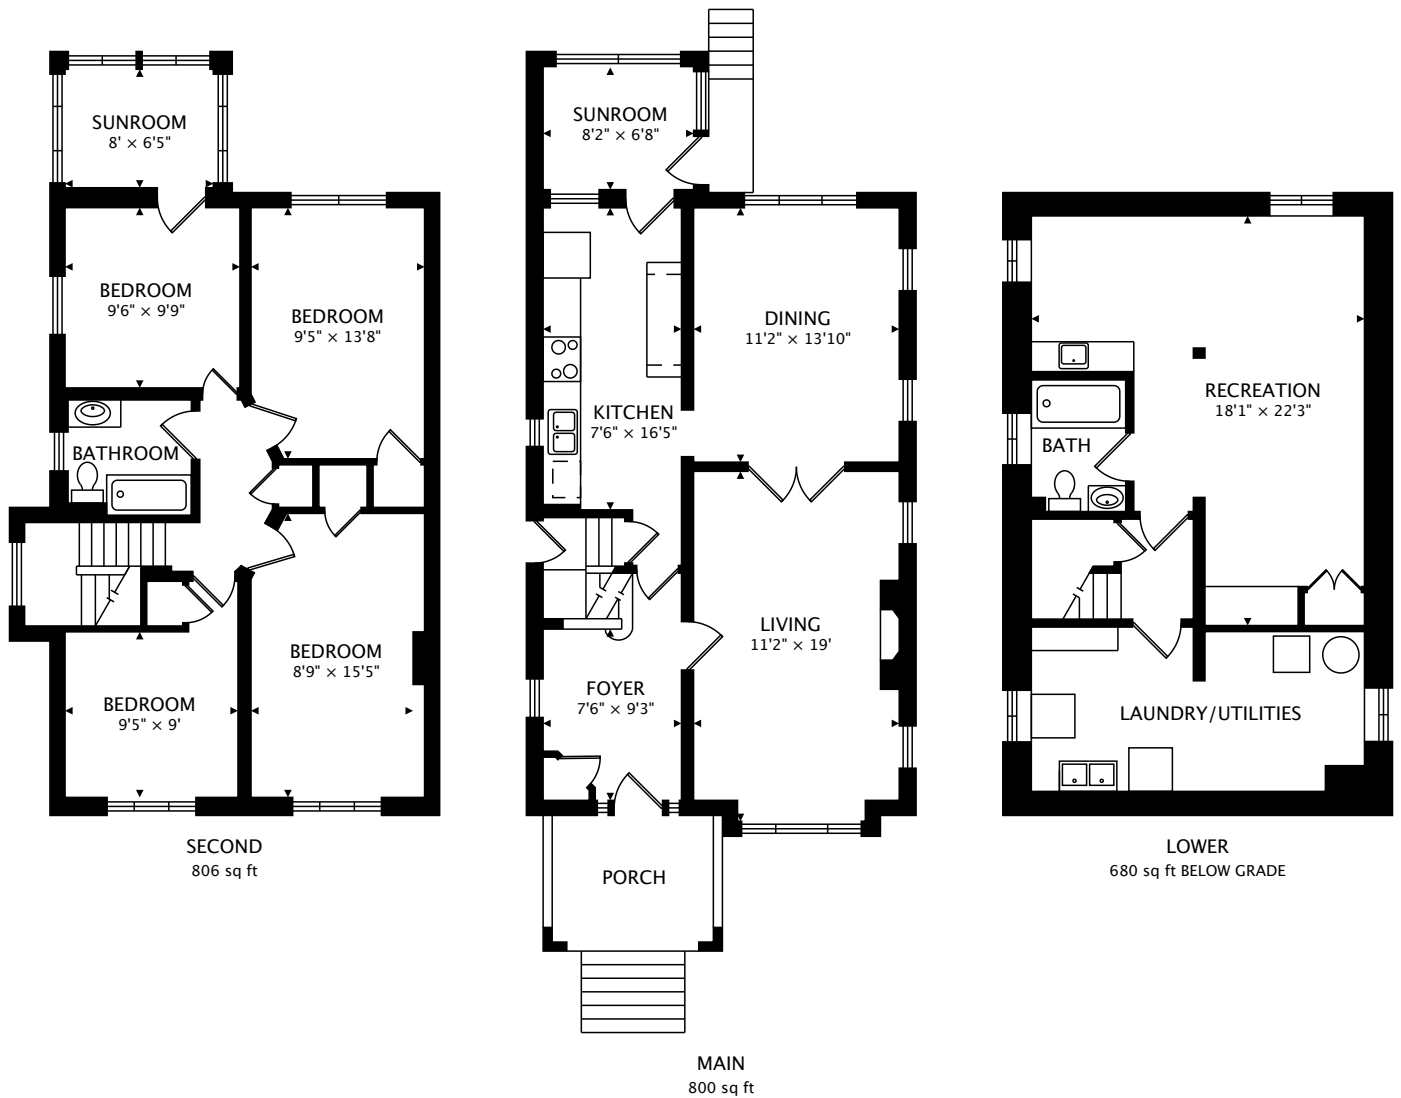 SUNROOM
8' × 6'5"
BEDROOM
9'6" × 9'9"
BEDROOM
9'5" × 13'8"
BATHROOM
BEDROOM
8'9" × 15'5"
BEDROOM
9'5" × 9'
SECOND
806 sq ft
SUNROOM
8'2" × 6'8"
DINING
11'2" × 13'10"
KITCHEN
7'6" × 16'5"
LIVING
11'2" × 19'
FOYER
7'6" × 9'3"
PORCH
MAIN
800 sq ft
RECREATION
18'1" × 22'3"
BATH
LAUNDRY/UTILITIES
LOWER
680 sq ft BELOW GRADE